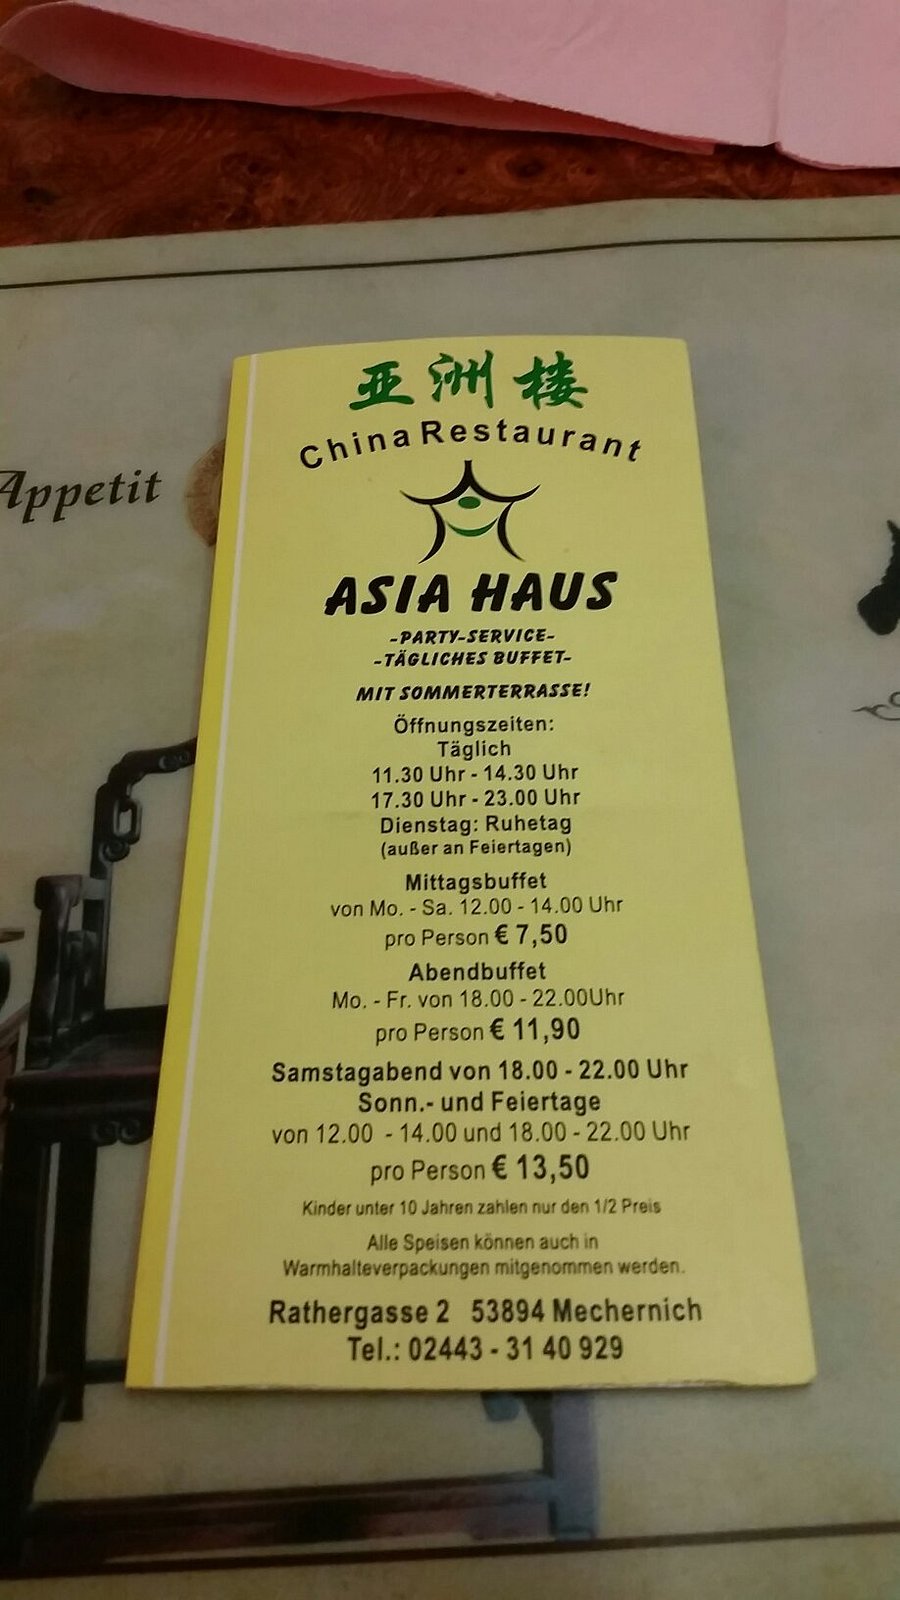 亚洲楼
China Restaurant
Appetit
ASIA HAUS
-PARTY-SERVICE-
-TÄGLICHES BUFFET-
MIT SOMMERTERRASSE!
Öffnungszeiten:
Täglich
11.30 Uhr - 14.30 Uhr
17.30 Uhr - 23.00 Uhr
Dienstag: Ruhetag
(außer an Feiertagen)
Mittagsbuffet
von Mo. - Sa. 12.00 - 14.00 Uhr
pro Person € 7,50
Abendbuffet
Mo. - Fr. von 18.00 - 22.00Uhr
pro Person € 11,90
Samstagabend von 18.00 - 22.00 Uhr
Sonn.- und Feiertage
von 12.00 - 14.00 und 18.00 - 22.00 Uhr
pro Person € 13,50
Kinder unter 10 Jahren zahlen nur den 1/2 Preis
Alle Speisen können auch in
Warmhalteverpackungen mitgenommen werden.
Rathergasse 2 53894 Mechernich
Tel.: 02443 - 31 40 929